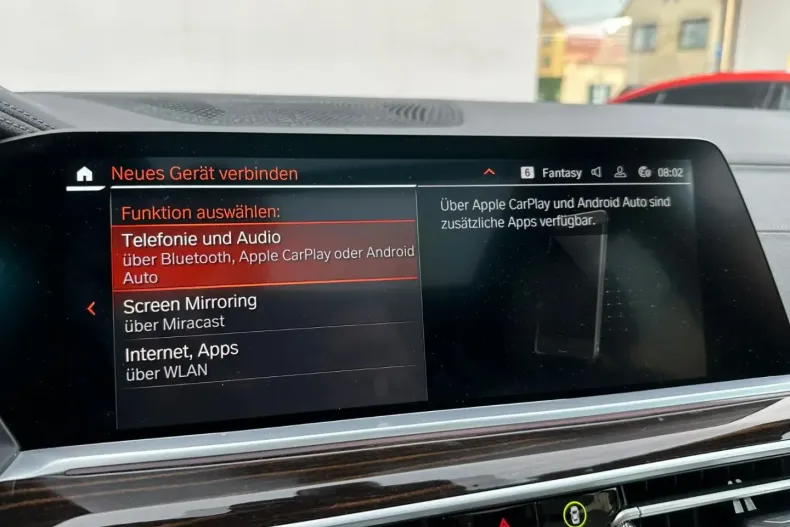 Neues Gerät verbinden
6 Fantasy 08:02
Funktion auswählen:
Telefonie und Audio
über Bluetooth, Apple CarPlay oder Android
Auto
Screen Mirroring
über Miracast
Internet, Apps
über WLAN
Über Apple CarPlay und Android Auto sind
zusätzliche Apps verfügbar.